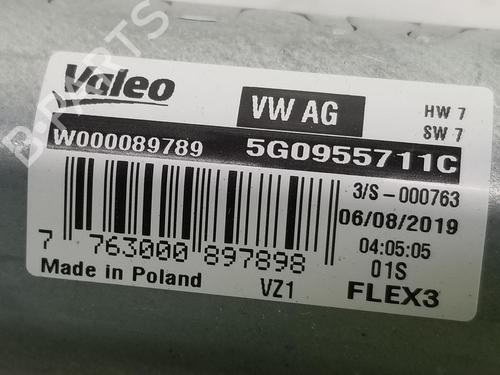 Valeo
VW AG
HW 7
SW 7
W000089789
5G0955711C
3/S-000763
06/08/2019
04:05:05
01S
7 763000 897898
Made in Poland
VZ1
FLEX3
B-PARTS